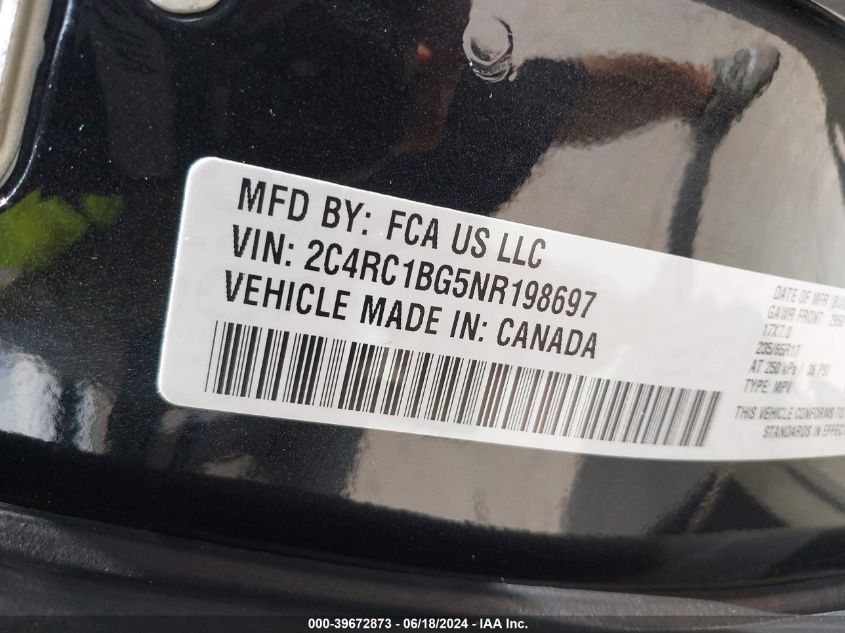 MFD BY: FCA US LLC
VIN: 2C4RC1BG5NR198697
VEHICLE MADE IN: CANADA
DATE OF MFR
GAWR FRONT:
17X7.0
235/65R17
AT 250 kPa / 36 PSI
TYPE: MPV
THIS VEHICLE CONFORMS TO
STANDARDS IN EFFECT
000-39672873 / 06/18/2024 - IAA Inc.